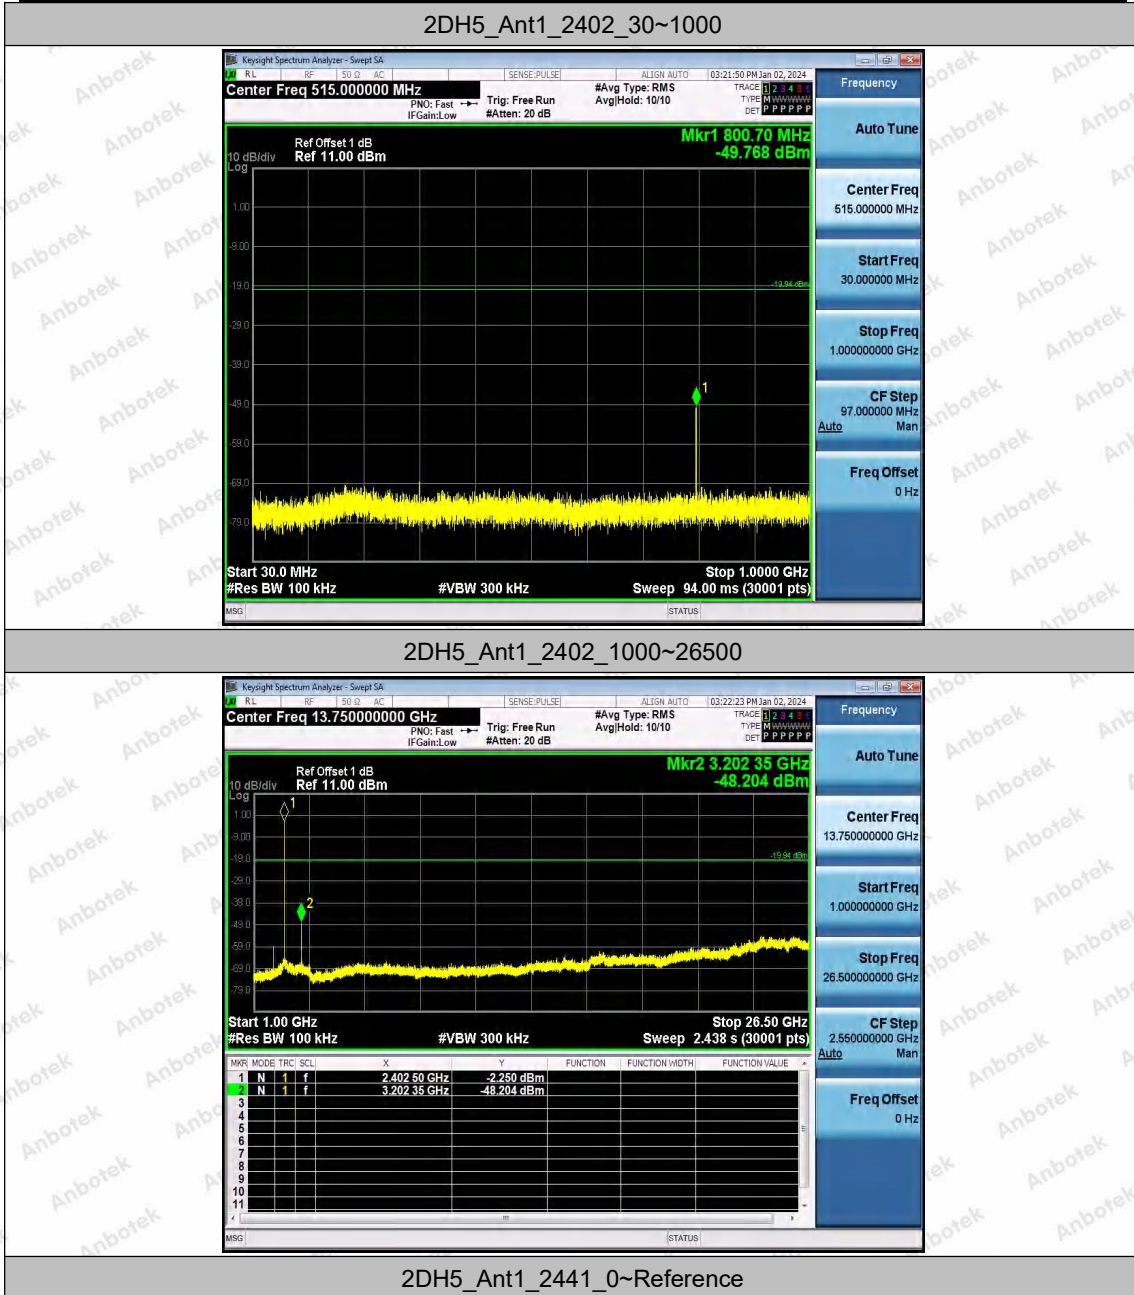 2DH5_Ant1_2402_30~1000
Keysight Spectrum Analyzer - Swept SA
RL RF 50 Ω AC SENSE:PULSE ALIGN AUTO 03:21:50 PM Jan 02, 2024
Center Freq 515.000000 MHz
PNO: Fast
IFGain:Low
Trig: Free Run
#Atten: 20 dB
#Avg Type: RMS
Avg|Hold: 10/10
TRACE 1 2 3 4 5 6
TYPE M WWWWW
DET P P P P P P
Mkr1 800.70 MHz
-49.768 dBm
Ref Offset 1 dB
10 dB/div Ref 11.00 dBm
Log
1.00
-9.00
-19.0
-19.94 dBm
-29.0
-39.0
1
-49.0
-59.0
-69.0
-79.0
Start 30.0 MHz Stop 1.0000 GHz
#Res BW 100 kHz #VBW 300 kHz Sweep 94.00 ms (30001 pts)
MSG STATUS
Frequency
Auto Tune
Center Freq
515.000000 MHz
Start Freq
30.000000 MHz
Stop Freq
1.000000000 GHz
CF Step
97.000000 MHz
Auto Man
Freq Offset
0 Hz
2DH5_Ant1_2402_1000~26500
Keysight Spectrum Analyzer - Swept SA
RL RF 50 Ω AC SENSE:PULSE ALIGN AUTO 03:22:23 PM Jan 02, 2024
Center Freq 13.750000000 GHz
PNO: Fast
IFGain:Low
Trig: Free Run
#Atten: 20 dB
#Avg Type: RMS
Avg|Hold: 10/10
TRACE 1 2 3 4 5 6
TYPE M WWWWW
DET P P P P P P
Mkr2 3.202 35 GHz
-48.204 dBm
Ref Offset 1 dB
10 dB/div Ref 11.00 dBm
Log
1
1.00
-9.00
-19.0
-19.94 dBm
-29.0
-39.0
2
-49.0
-59.0
-69.0
-79.0
Start 1.00 GHz Stop 26.50 GHz
#Res BW 100 kHz #VBW 300 kHz Sweep 2.438 s (30001 pts)
MKR MODE TRC SCL X Y FUNCTION FUNCTION WIDTH FUNCTION VALUE
1 N 1 f 2.402 50 GHz -2.250 dBm
2 N 1 f 3.202 35 GHz -48.204 dBm
3
4
5
6
7
8
9
10
11
MSG STATUS
Frequency
Auto Tune
Center Freq
13.750000000 GHz
Start Freq
1.000000000 GHz
Stop Freq
26.500000000 GHz
CF Step
2.550000000 GHz
Auto Man
Freq Offset
0 Hz
2DH5_Ant1_2441_0~Reference
Anbotek